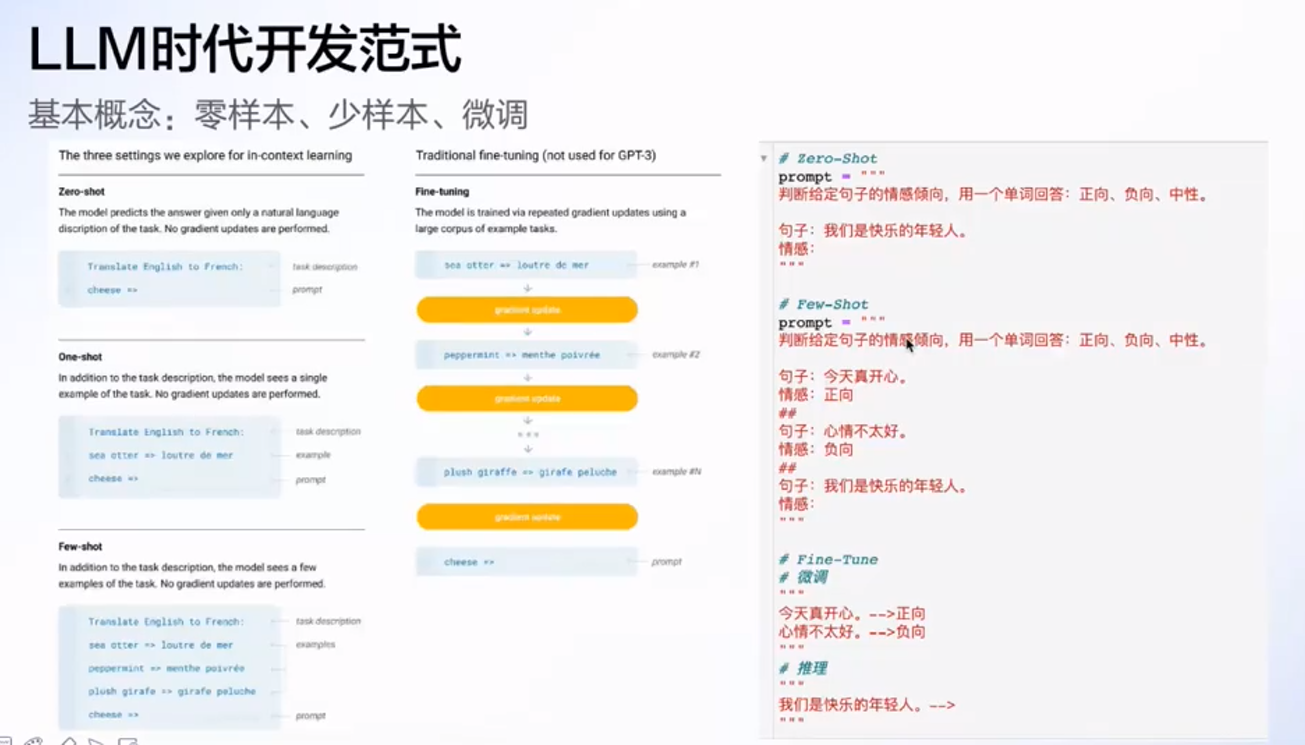 LLM时代开发范式
基本概念：零样本、少样本、微调
The three settings we explore for in-context learning
Zero-shot
The model predicts the answer given only a natural language
discription of the task. No gradient updates are performed.
Translate English to French:
task description
cheese =>
prompt
One-shot
In addition to the task description, the model sees a single
example of the task. No gradient updates are performed.
Translate English to French:
task description
sea otter => loutre de mer
example
cheese =>
prompt
Few-shot
In addition to the task description, the model sees a few
examples of the task. No gradient updates are performed.
Translate English to French:
task description
sea otter => loutre de mer
examples
peppermint => menthe poivrée
plush girafe => girafe peluche
cheese =>
prompt
Traditional fine-tuning (not used for GPT-3)
Fine-tuning
The model is trained via repeated gradient updates using a
large corpus of example tasks.
sea otter => loutre de mer
example #1
gradient update
peppermint => menthe poivrée
example #2
gradient update
plush giraffe => girafe peluche
example #N
gradient update
cheese =>
prompt
# Zero-Shot
prompt = """
判断给定句子的情感倾向，用一个单词回答：正向、负向、中性。
句子：我们是快乐的年轻人。
情感：
"""
# Few-Shot
prompt = """
判断给定句子的情感倾向，用一个单词回答：正向、负向、中性。
句子：今天真开心。
情感：正向
##
句子：心情不太好。
情感：负向
##
句子：我们是快乐的年轻人。
情感：
"""
# Fine-Tune
# 微调
"""
今天真开心。-->正向
心情不太好。-->负向
"""
# 推理
"""
我们是快乐的年轻人。-->
"""